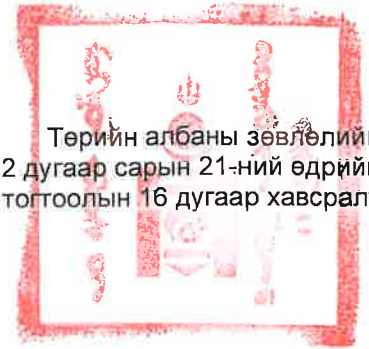 Төрийн албаны зөвлөлийн
2 дугаар сарын 21-ний өдрийн
тогтоолын 16 дугаар хавсралт